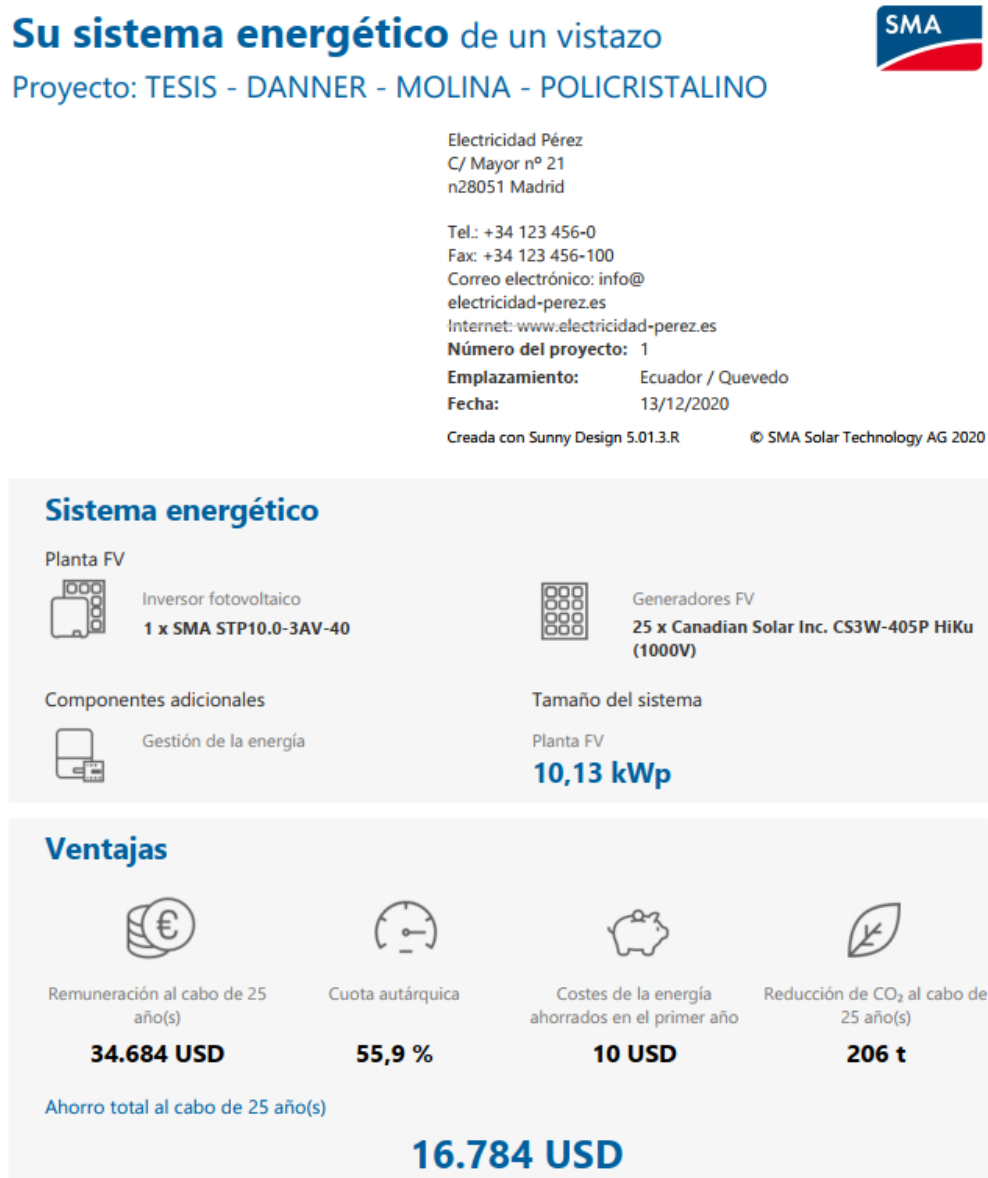 Su sistema energético de un vistazo
SMA
Proyecto: TESIS - DANNER - MOLINA - POLICRISTALINO
Electricidad Pérez
C/ Mayor nº 21
n28051 Madrid
Tel.: +34 123 456-0
Fax: +34 123 456-100
Correo electrónico: info@
electricidad-perez.es
Internet: www.electricidad-perez.es
Número del proyecto: 1
Emplazamiento: Ecuador / Quevedo
Fecha: 13/12/2020
Creada con Sunny Design 5.01.3.R © SMA Solar Technology AG 2020
Sistema energético
Planta FV
Inversor fotovoltaico
1 x SMA STP10.0-3AV-40
Generadores FV
25 x Canadian Solar Inc. CS3W-405P HiKu
(1000V)
Componentes adicionales
Gestión de la energía
Tamaño del sistema
Planta FV
10,13 kWp
Ventajas
€
Remuneración al cabo de 25
año(s)
34.684 USD
Cuota autárquica
55,9 %
Costes de la energía
ahorrados en el primer año
10 USD
Reducción de CO₂ al cabo de
25 año(s)
206 t
Ahorro total al cabo de 25 año(s)
16.784 USD